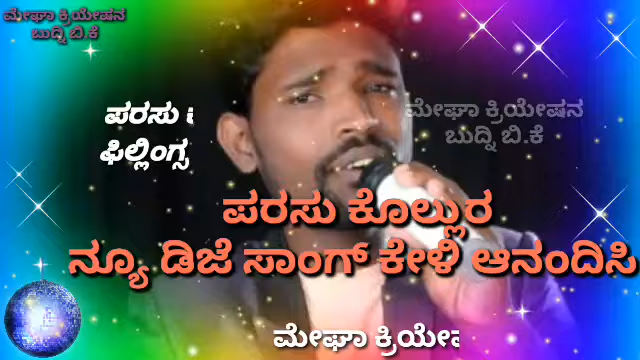 ಮೇಘಾ ಕ್ರಿಯೇಷನ
ಬುದ್ನಿ ಬಿ.ಕೆ
ಮೇಘಾ ಕ್ರಿಯೇಷನ
ಬುದ್ನಿ ಬಿ.ಕೆ
ಪರಸು
ಫಿಲ್ಲಿಂಗ್ಸ
ಪರಸು ಕೊಲ್ಲುರ
ನ್ಯೂ ಡಿಜೆ ಸಾಂಗ್ ಕೇಳಿ ಆನಂದಿಸಿ
ಮೇಘಾ